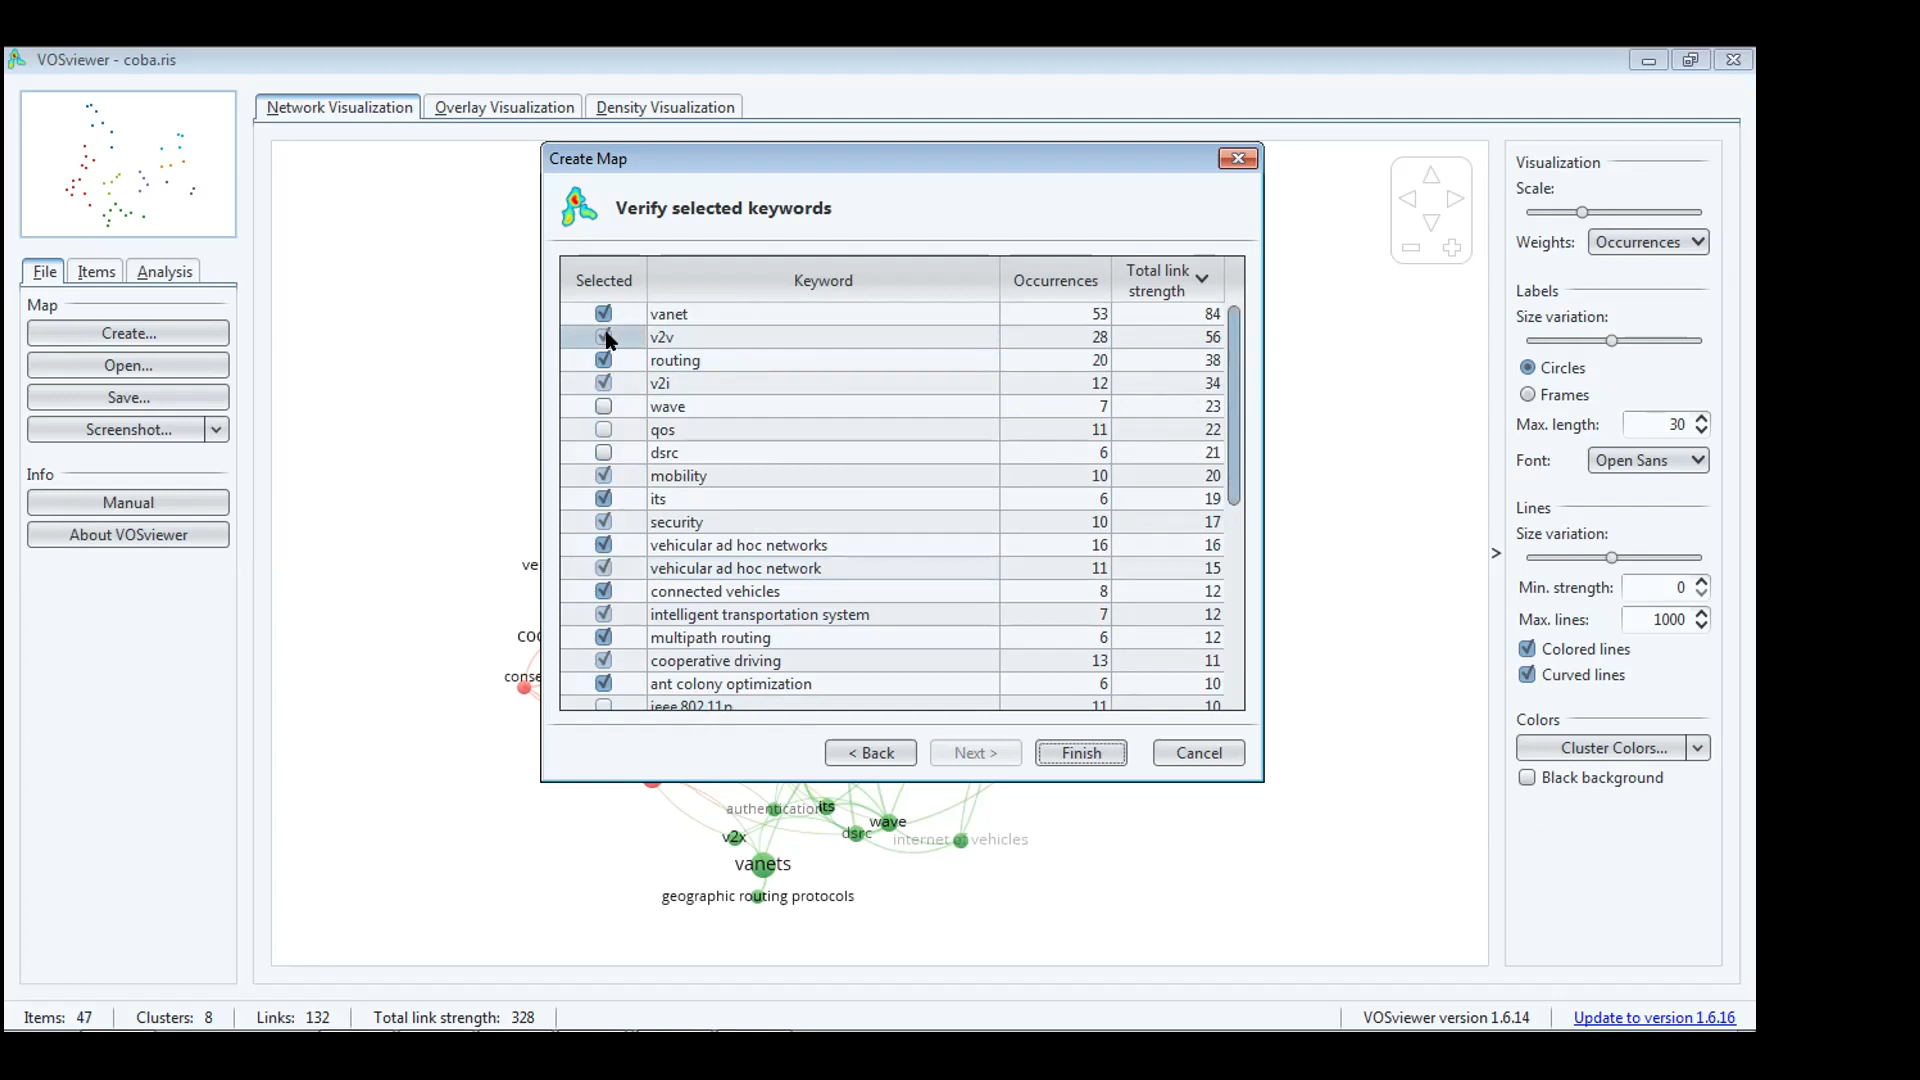 VOSviewer - coba.ris
Network Visualization
Overlay Visualization
Density Visualization
File
Items
Analysis
Map
Create...
Open...
Save...
Screenshot...
Info
Manual
About VOSviewer
Create Map
Verify selected keywords
Selected
Keyword
Occurrences
Total link strength
vanet 53 84
v2v 28 56
routing 20 38
v2i 12 34
wave 7 23
qos 11 22
dsrc 6 21
mobility 10 20
its 6 19
security 10 17
vehicular ad hoc networks 16 16
vehicular ad hoc network 11 15
connected vehicles 8 12
intelligent transportation system 7 12
multipath routing 6 12
cooperative driving 13 11
ant colony optimization 6 10
ieee 802.11p 11 10
< Back
Next >
Finish
Cancel
ve
coo
conse
authentication
its
v2x
dsrc
wave
internet of vehicles
vanets
geographic routing protocols
>
Visualization
Scale:
Weights: Occurrences
Labels
Size variation:
Circles
Frames
Max. length: 30
Font: Open Sans
Lines
Size variation:
Min. strength: 0
Max. lines: 1000
Colored lines
Curved lines
Colors
Cluster Colors...
Black background
Items: 47
Clusters: 8
Links: 132
Total link strength: 328
VOSviewer version 1.6.14
Update to version 1.6.16